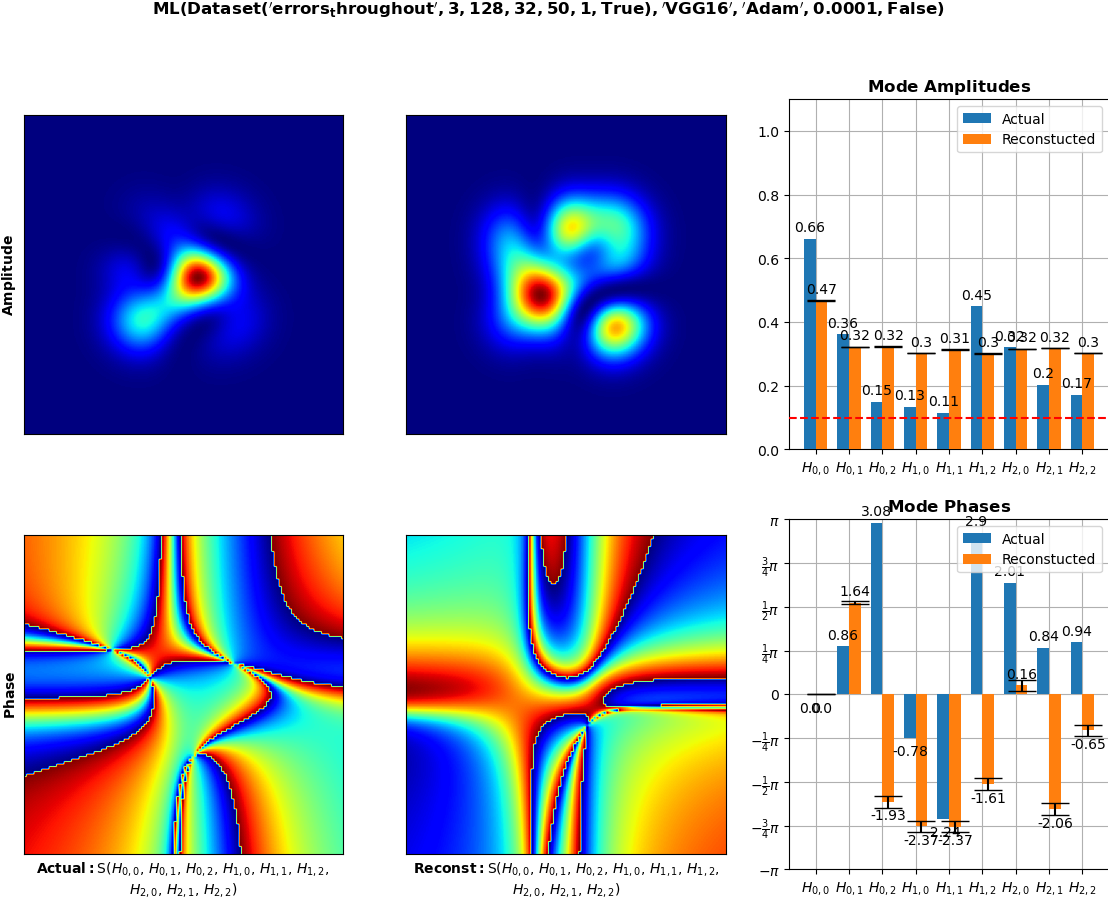 ML(Dataset('errors_throughout', 3, 128, 32, 50, 1, True), 'VGG16', 'Adam', 0.0001, False)
Amplitude
Mode Amplitudes
Actual
Reconstucted
1.0
0.8
0.6
0.4
0.2
0.0
0.66
0.47
0.36
0.32
0.15
0.32
0.13
0.3
0.11
0.31
0.45
0.3
0.32
0.32
0.2
0.32
0.17
0.3
H0,0 H0,1 H0,2 H1,0 H1,1 H1,2 H2,0 H2,1 H2,2
Phase
Mode Phases
Actual
Reconstucted
π
3/4π
1/2π
1/4π
0
−1/4π
−1/2π
−3/4π
−π
0.0
0.0
0.86
1.64
3.08
-1.93
-0.78
-2.37
-2.24
-2.37
2.9
-1.61
2.01
0.16
0.84
-2.06
0.94
-0.65
H0,0 H0,1 H0,2 H1,0 H1,1 H1,2 H2,0 H2,1 H2,2
Actual: S(H0,0, H0,1, H0,2, H1,0, H1,1, H1,2,
H2,0, H2,1, H2,2)
Reconst: S(H0,0, H0,1, H0,2, H1,0, H1,1, H1,2,
H2,0, H2,1, H2,2)